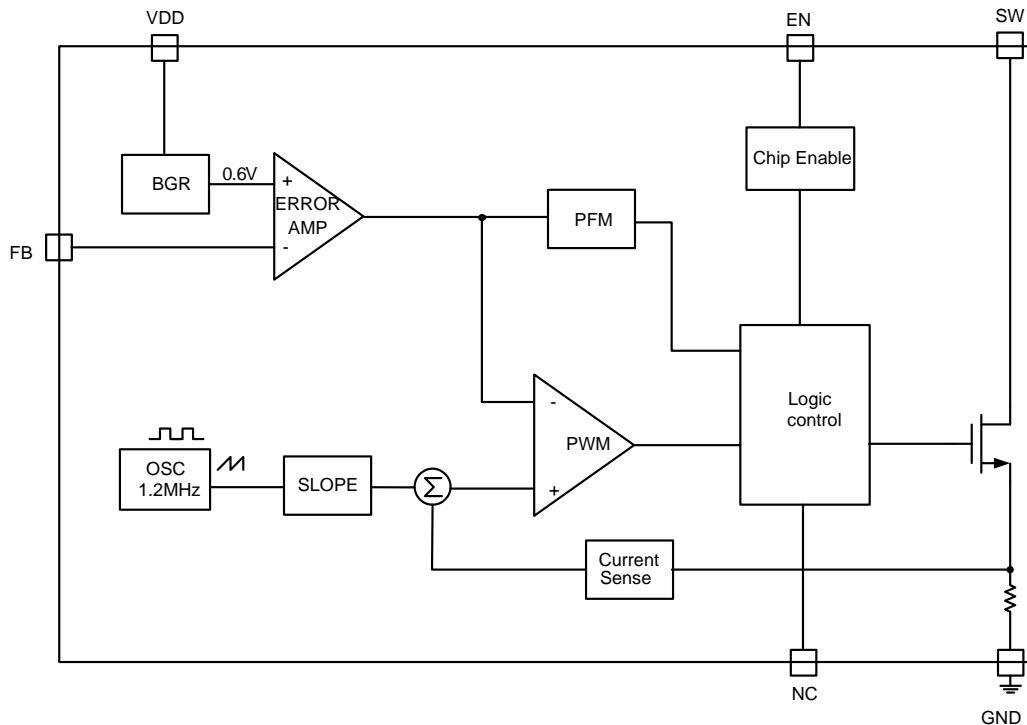 VDD
EN
SW
Chip Enable
BGR
0.6V
+
ERROR
AMP
-
PFM
FB
Logic
control
-
PWM
+
OSC
1.2MHz
SLOPE
Σ
Current
Sense
NC
GND